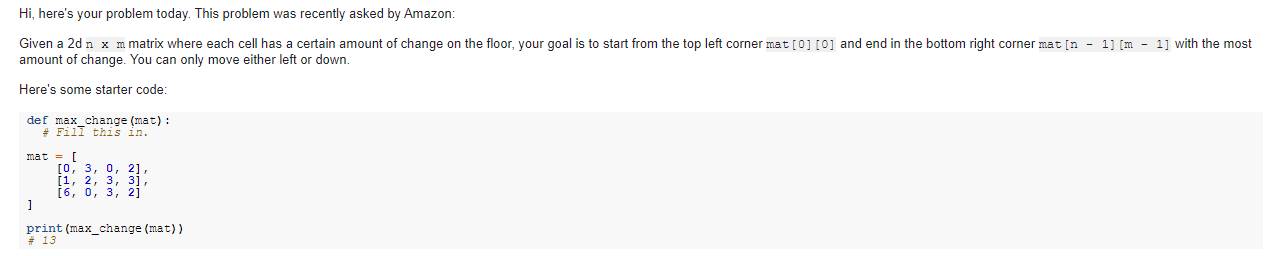 Hi, here's your problem today. This problem was recently asked by Amazon:
Given a 2d n x m matrix where each cell has a certain amount of change on the floor, your goal is to start from the top left corner mat[0][0] and end in the bottom right corner mat[n - 1][m - 1] with the most
amount of change. You can only move either left or down.
Here's some starter code:
def max_change(mat):
  # Fill this in.
mat = [
    [0, 3, 0, 2],
    [1, 2, 3, 3],
    [6, 0, 3, 2]
]
print(max_change(mat))
# 13